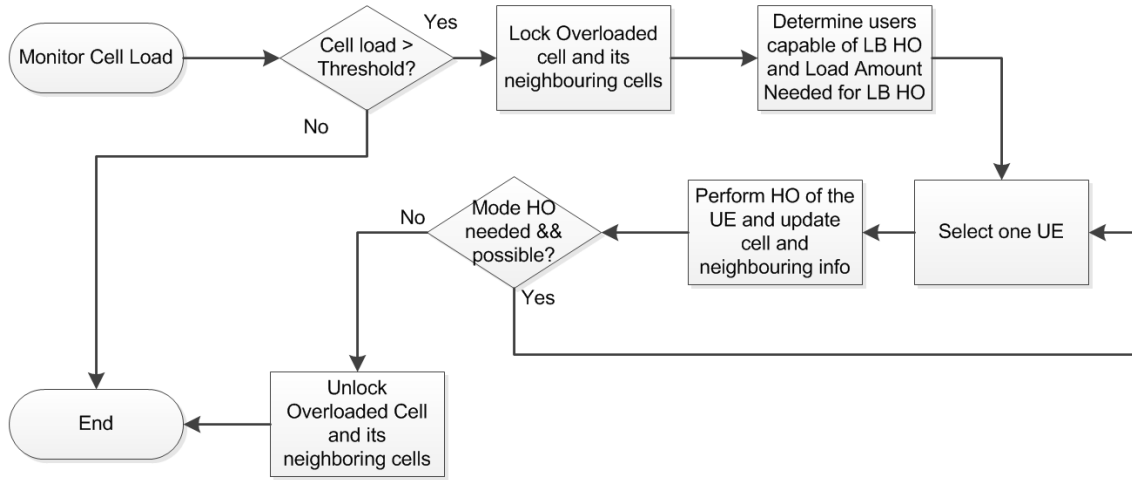 Monitor Cell Load
Cell load >
Threshold?
Yes
No
Lock Overloaded
cell and its
neighbouring cells
Determine users
capable of LB HO
and Load Amount
Needed for LB HO
Select one UE
Perform HO of the
UE and update
cell and
neighbouring info
Mode HO
needed &&
possible?
No
Yes
Unlock
Overloaded Cell
and its
neighboring cells
End